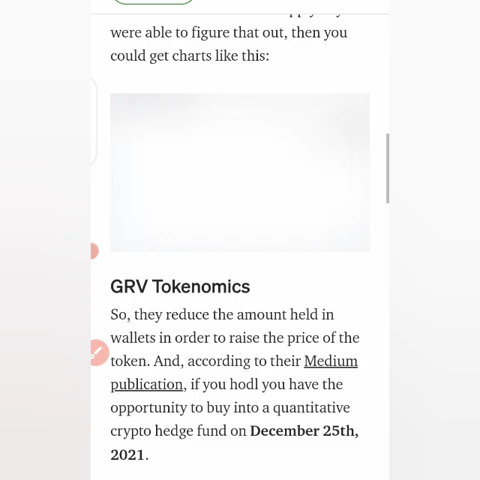 were able to figure that out, then you
could get charts like this:
GRV Tokenomics
So, they reduce the amount held in
wallets in order to raise the price of the
token. And, according to their Medium
publication, if you hodl you have the
opportunity to buy into a quantitative
crypto hedge fund on December 25th,
2021.